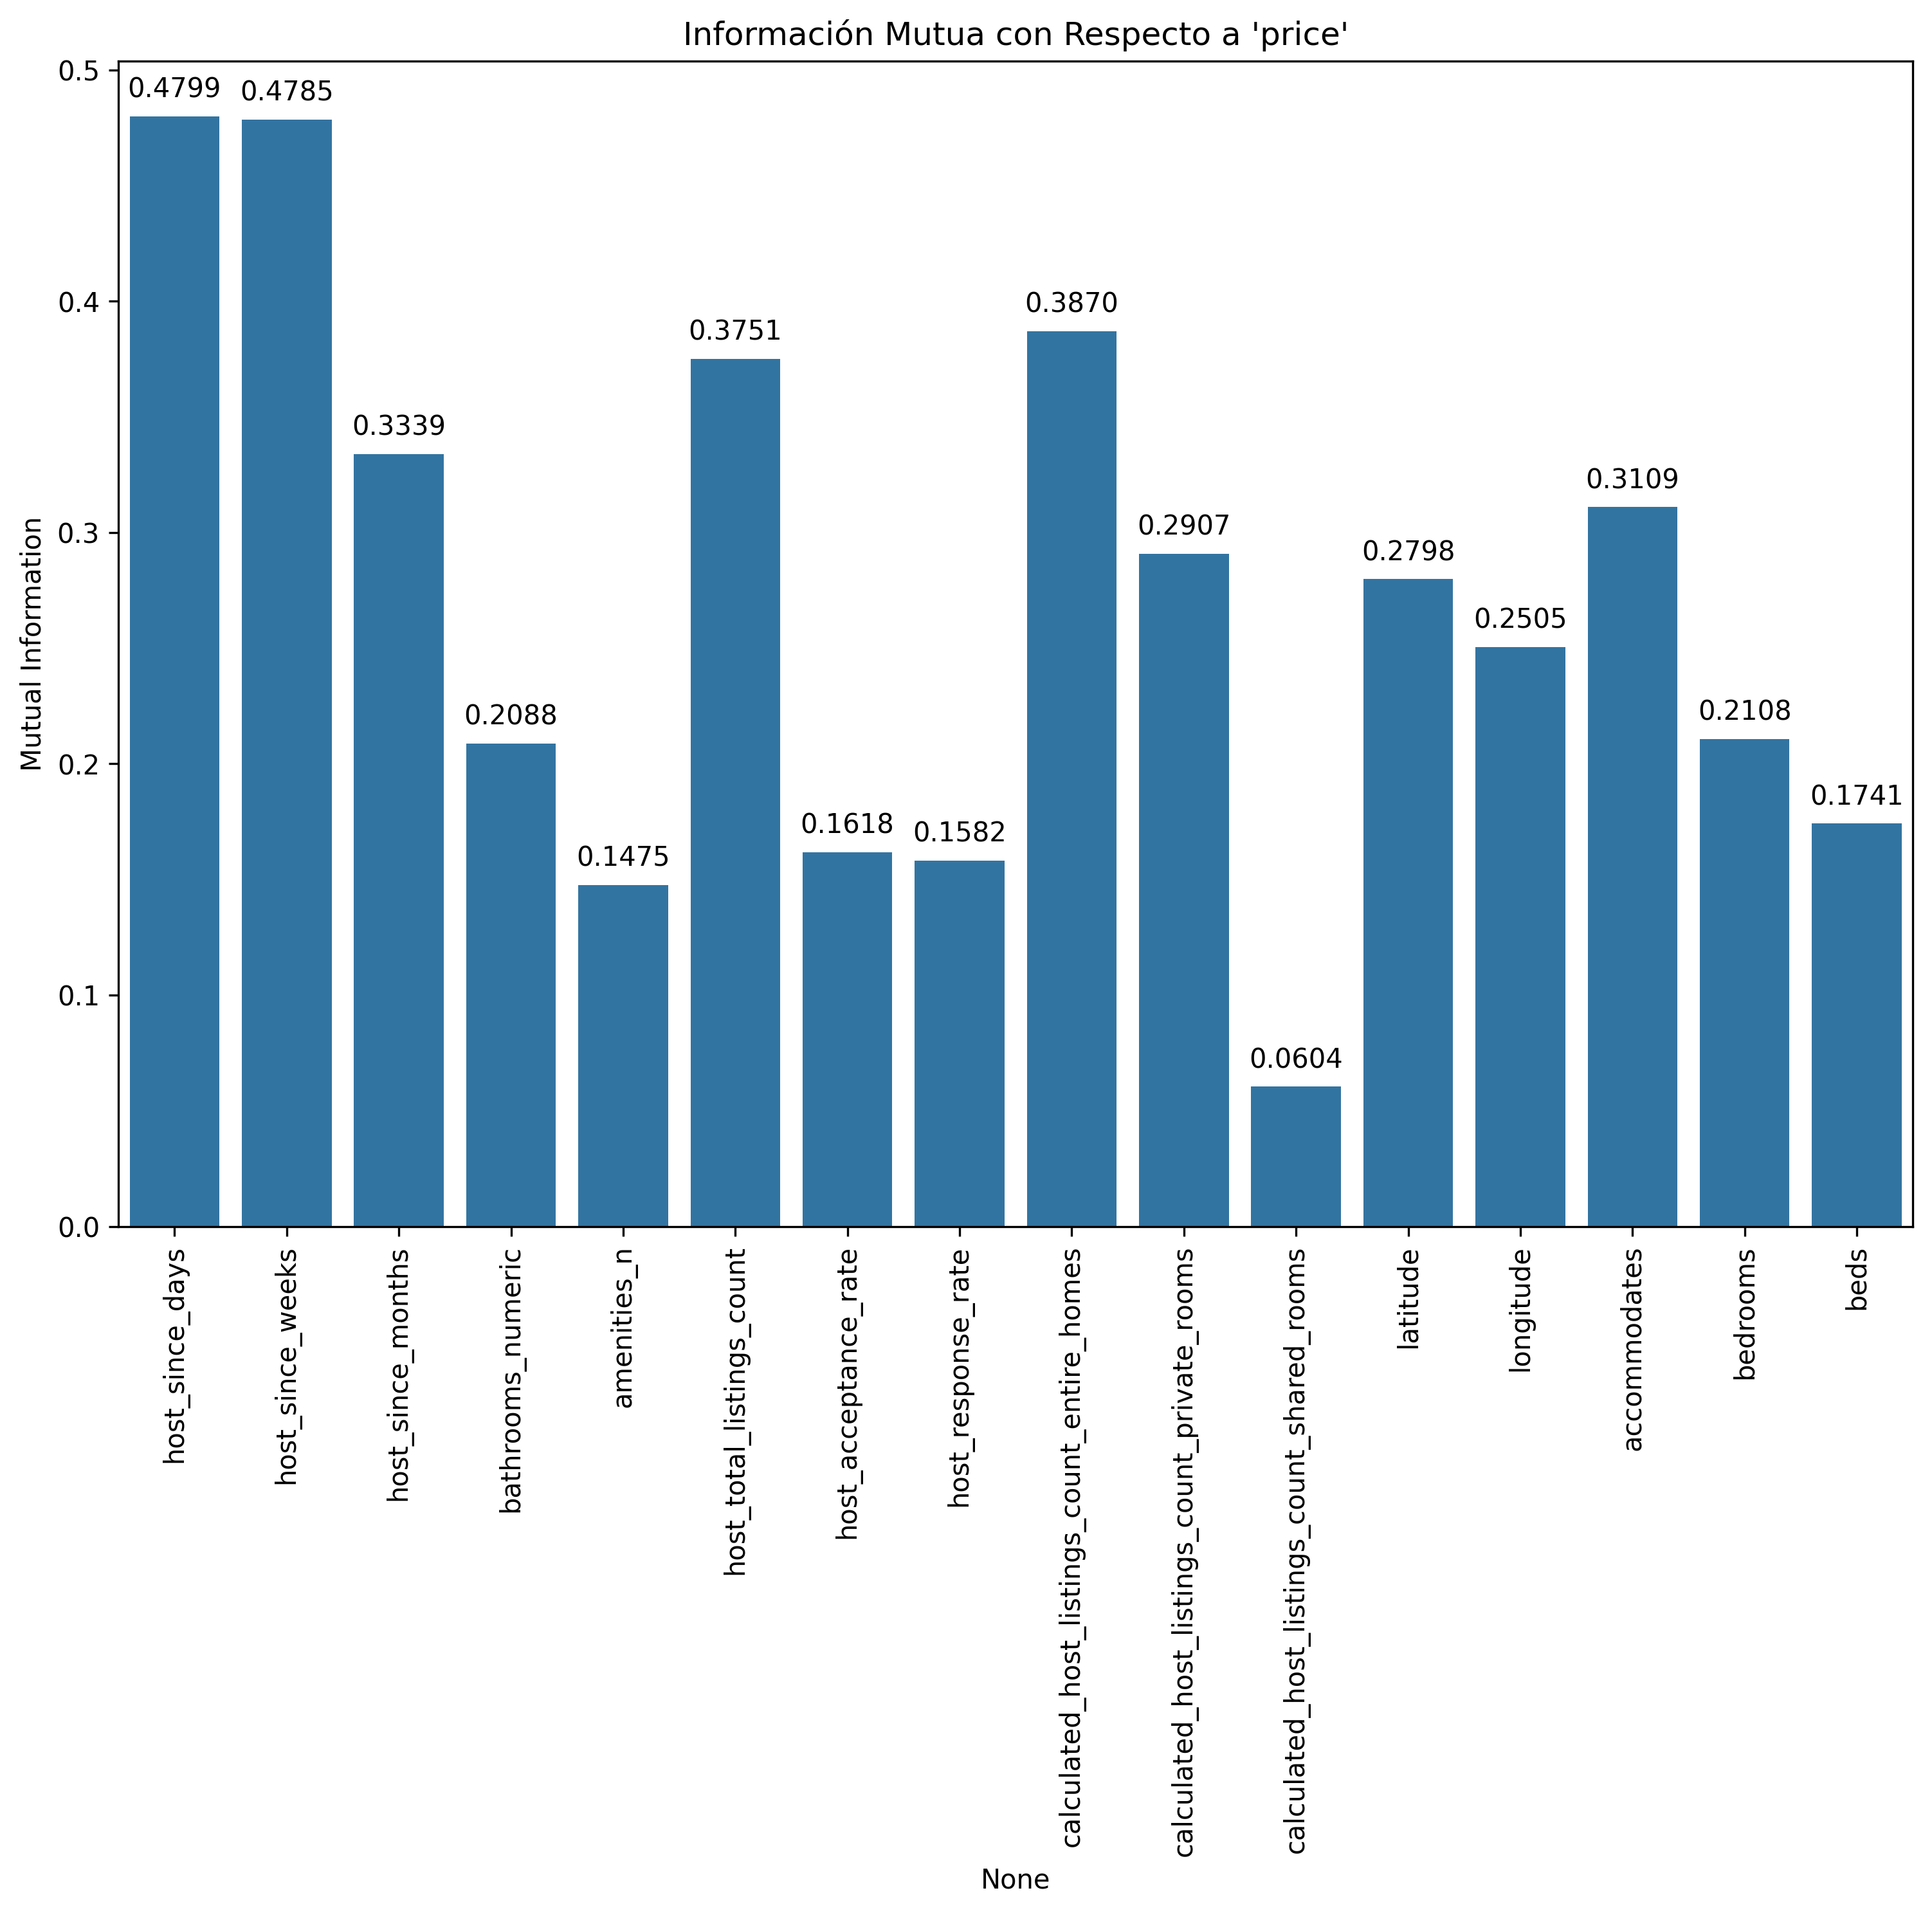 Información Mutua con Respecto a 'price'
Mutual Information
0.5
0.4
0.3
0.2
0.1
0.0
0.4799
0.4785
0.3339
0.2088
0.1475
0.3751
0.1618
0.1582
0.3870
0.2907
0.0604
0.2798
0.2505
0.3109
0.2108
0.1741
host_since_days
host_since_weeks
host_since_months
bathrooms_numeric
amenities_n
host_total_listings_count
host_acceptance_rate
host_response_rate
calculated_host_listings_count_entire_homes
calculated_host_listings_count_private_rooms
calculated_host_listings_count_shared_rooms
latitude
longitude
accommodates
bedrooms
beds
None